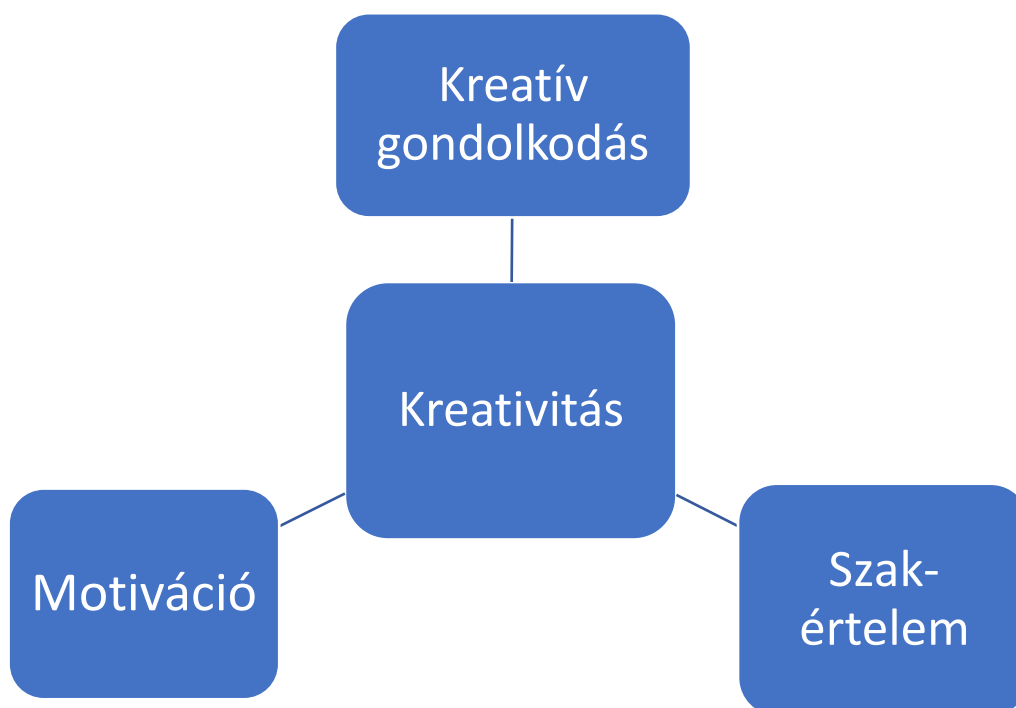 Kreatív
gondolkodás
Kreativitás
Motiváció
Szak-
értelem